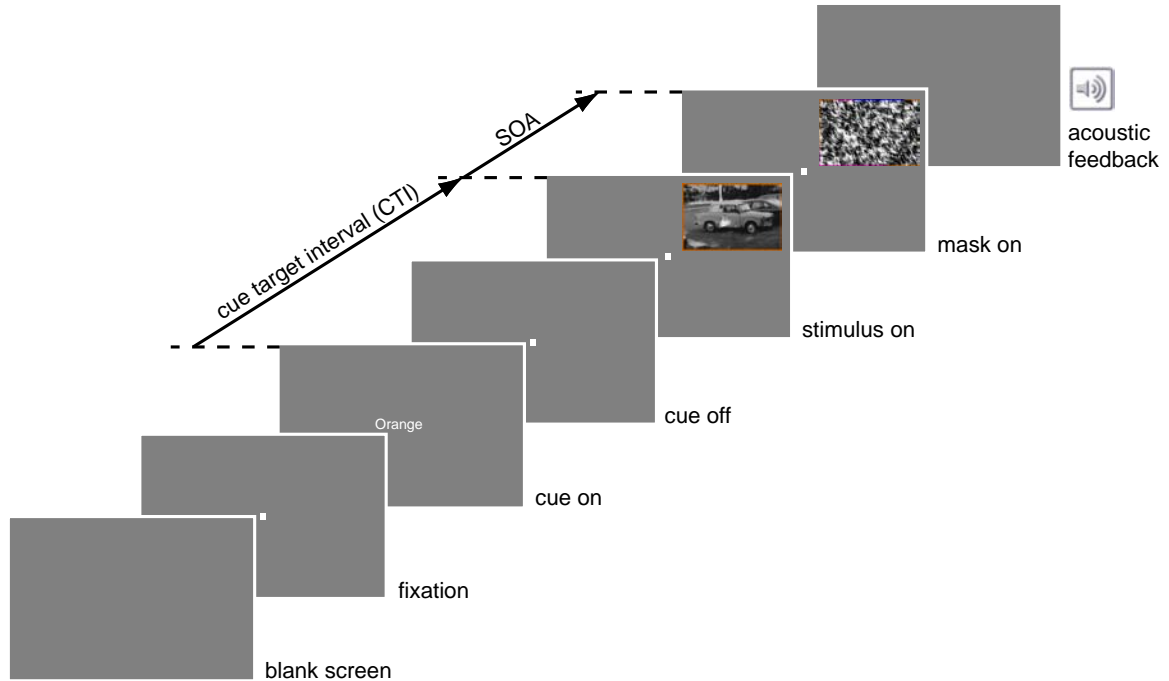 SOA
cue target interval (CTI)
acoustic
feedback
mask on
stimulus on
cue off
Orange
cue on
fixation
blank screen